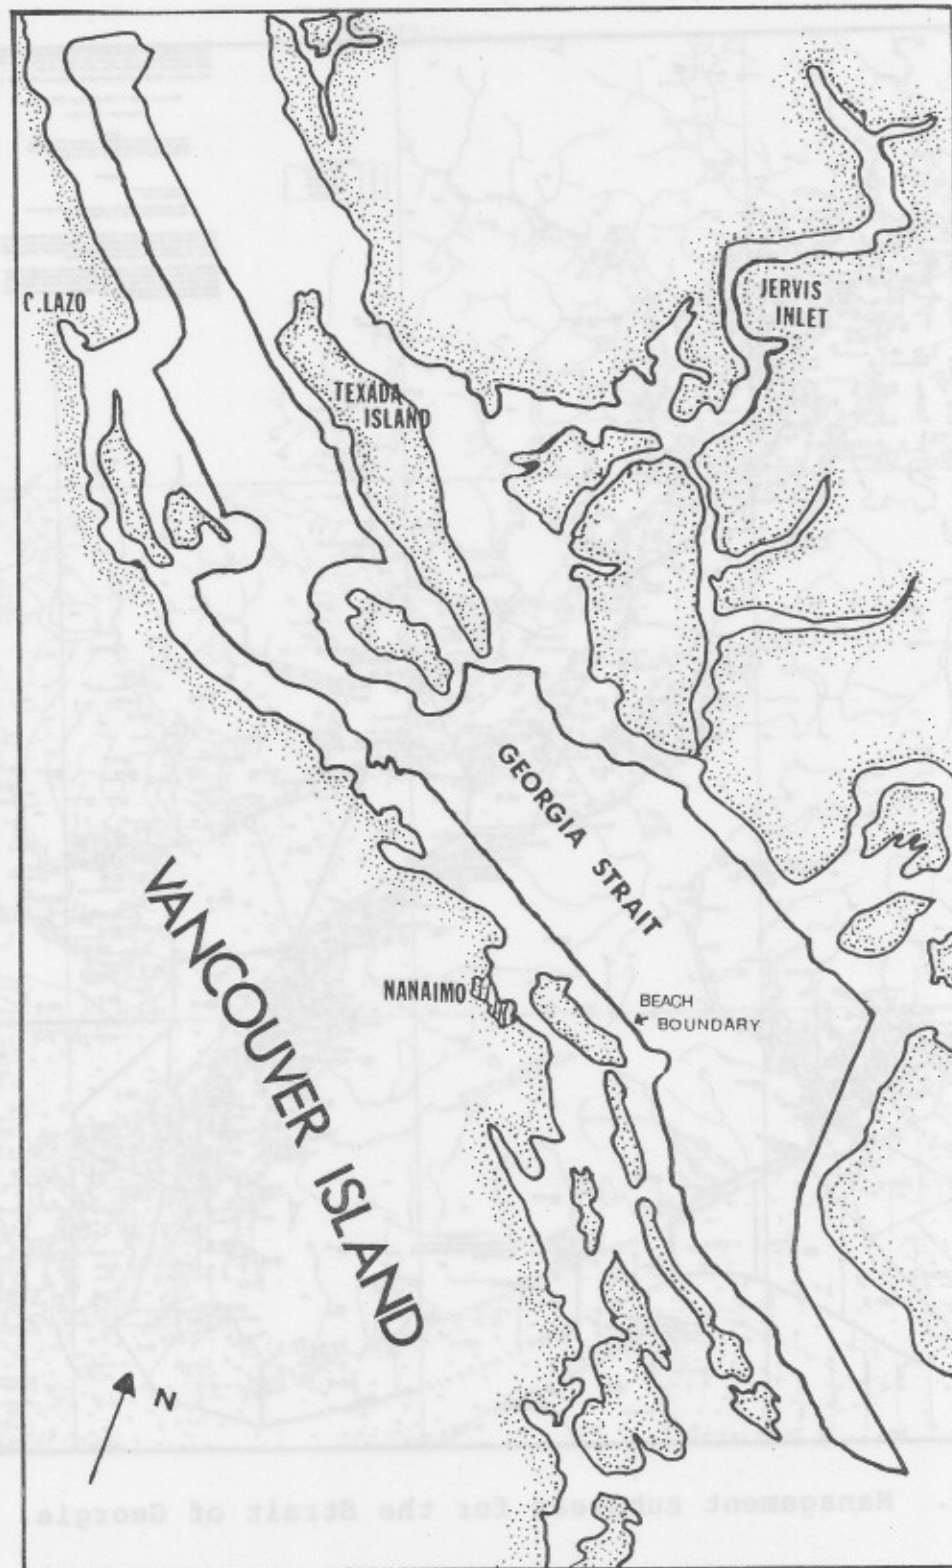 C. LAZO
JERVIS
INLET
TEXADA
ISLAND
GEORGIA STRAIT
VANCOUVER ISLAND
NANAIMO
BEACH
BOUNDARY
N
. Management subareas for the Strait of Georgia.